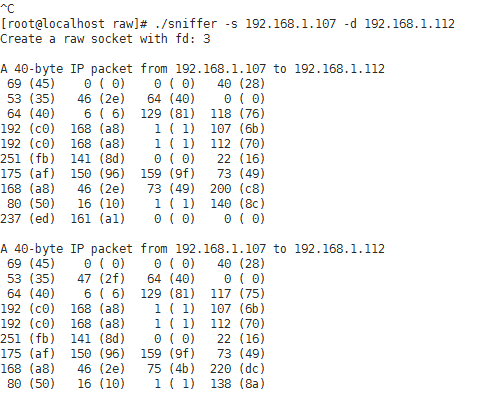 ^C
[root@localhost raw]# ./sniffer -s 192.168.1.107 -d 192.168.1.112
Create a raw socket with fd: 3
A 40-byte IP packet from 192.168.1.107 to 192.168.1.112
69 (45) 0 ( 0) 0 ( 0) 40 (28)
53 (35) 46 (2e) 64 (40) 0 ( 0)
64 (40) 6 ( 6) 129 (81) 118 (76)
192 (c0) 168 (a8) 1 ( 1) 107 (6b)
192 (c0) 168 (a8) 1 ( 1) 112 (70)
251 (fb) 141 (8d) 0 ( 0) 22 (16)
175 (af) 150 (96) 159 (9f) 73 (49)
168 (a8) 46 (2e) 73 (49) 200 (c8)
80 (50) 16 (10) 1 ( 1) 140 (8c)
237 (ed) 161 (a1) 0 ( 0) 0 ( 0)
A 40-byte IP packet from 192.168.1.107 to 192.168.1.112
69 (45) 0 ( 0) 0 ( 0) 40 (28)
53 (35) 47 (2f) 64 (40) 0 ( 0)
64 (40) 6 ( 6) 129 (81) 117 (75)
192 (c0) 168 (a8) 1 ( 1) 107 (6b)
192 (c0) 168 (a8) 1 ( 1) 112 (70)
251 (fb) 141 (8d) 0 ( 0) 22 (16)
175 (af) 150 (96) 159 (9f) 73 (49)
168 (a8) 46 (2e) 75 (4b) 220 (dc)
80 (50) 16 (10) 1 ( 1) 138 (8a)